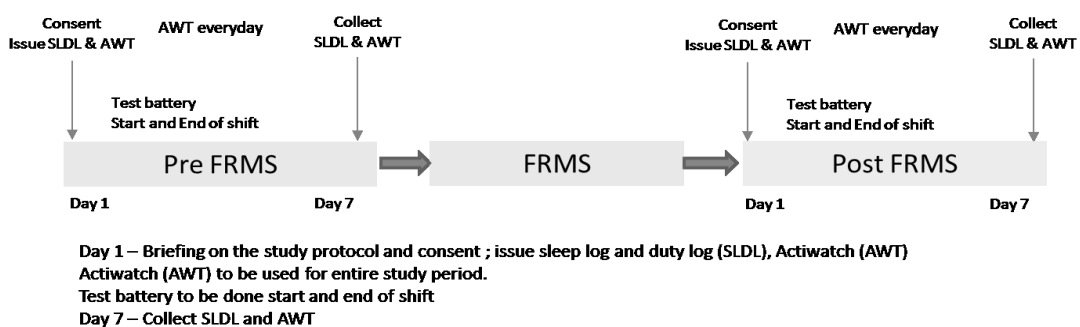 Consent
Issue SLDL & AWT
AWT everyday
Collect
SLDL & AWT
Test battery
Start and End of shift
Consent
Issue SLDL & AWT
AWT everyday
Collect
SLDL & AWT
Test battery
Start and End of shift
Pre FRMS
FRMS
Post FRMS
Day 1
Day 7
Day 1
Day 7
Day 1 – Briefing on the study protocol and consent ; issue sleep log and duty log (SLDL), Actiwatch (AWT)
Actiwatch (AWT) to be used for entire study period.
Test battery to be done start and end of shift
Day 7 – Collect SLDL and AWT